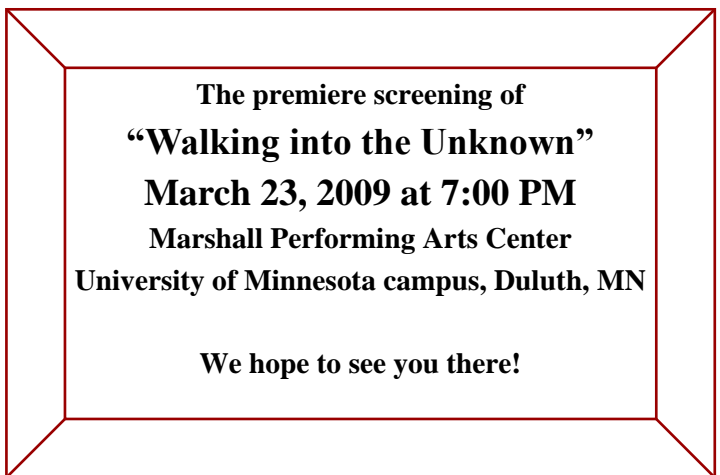 The premiere screening of
“Walking into the Unknown”
March 23, 2009 at 7:00 PM
Marshall Performing Arts Center
University of Minnesota campus, Duluth, MN
We hope to see you there!